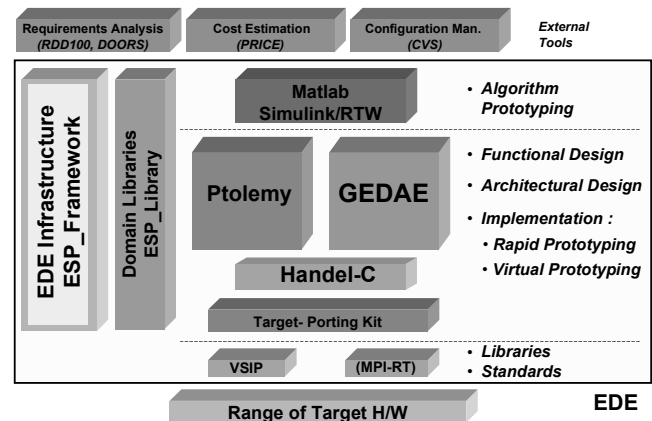 Requirements Analysis
(RDD100, DOORS)
Cost Estimation
(PRICE)
Configuration Man.
(CVS)
External
Tools
EDE Infrastructure
ESP_Framework
Domain Libraries
ESP_Library
Matlab
Simulink/RTW
• Algorithm
Prototyping
Ptolemy
GEDAE
• Functional Design
• Architectural Design
• Implementation :
• Rapid Prototyping
• Virtual Prototyping
Handel-C
Target- Porting Kit
VSIP
(MPI-RT)
• Libraries
• Standards
EDE
Range of Target H/W